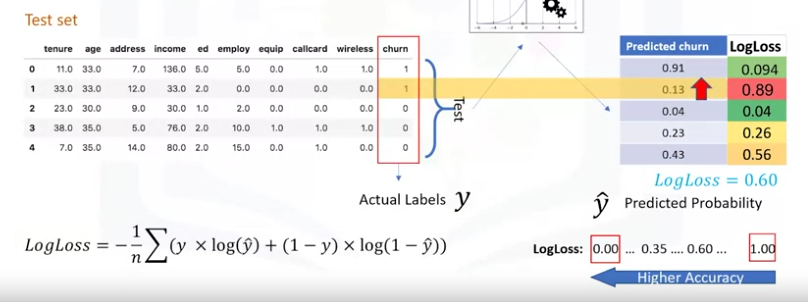 Test set
tenure age address income ed employ equip callcard wireless churn
0 11.0 33.0 7.0 136.0 5.0 5.0 0.0 1.0 1.0 1
1 33.0 33.0 12.0 33.0 2.0 0.0 0.0 0.0 0.0 1
2 23.0 30.0 9.0 30.0 1.0 2.0 0.0 0.0 0.0 0
3 38.0 35.0 5.0 76.0 2.0 10.0 1.0 1.0 1.0 0
4 7.0 35.0 14.0 80.0 2.0 15.0 0.0 1.0 0.0 0
Test
Predicted churn LogLoss
0.91 0.094
0.13 0.89
0.04 0.04
0.23 0.26
0.43 0.56
LogLoss = 0.60
Actual Labels y
ŷ Predicted Probability
LogLoss = −1/n ∑(y × log(ŷ) + (1 − y) × log(1 − ŷ))
LogLoss: 0.00 ... 0.35 .... 0.60 ... 1.00
Higher Accuracy